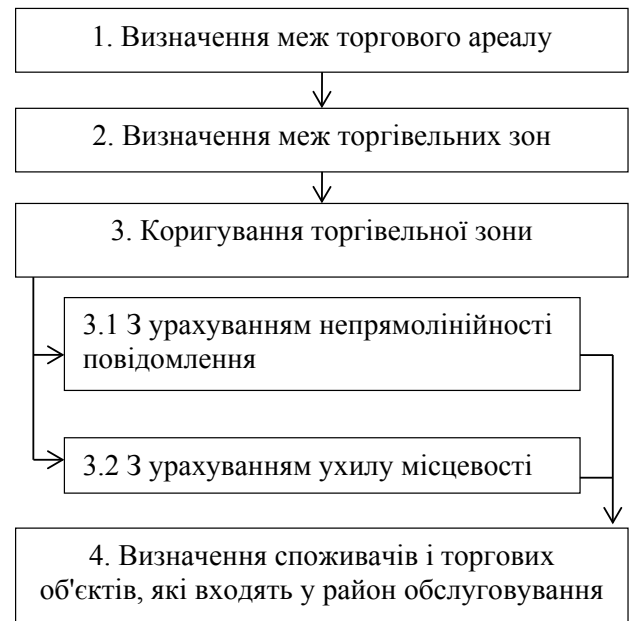 1. Визначення меж торгового ареалу
2. Визначення меж торгівельних зон
3. Коригування торгівельної зони
3.1 З урахуванням непрямолінійності
повідомлення
3.2 З урахуванням ухилу місцевості
4. Визначення споживачів і торгових
об'єктів, які входять у район обслуговування